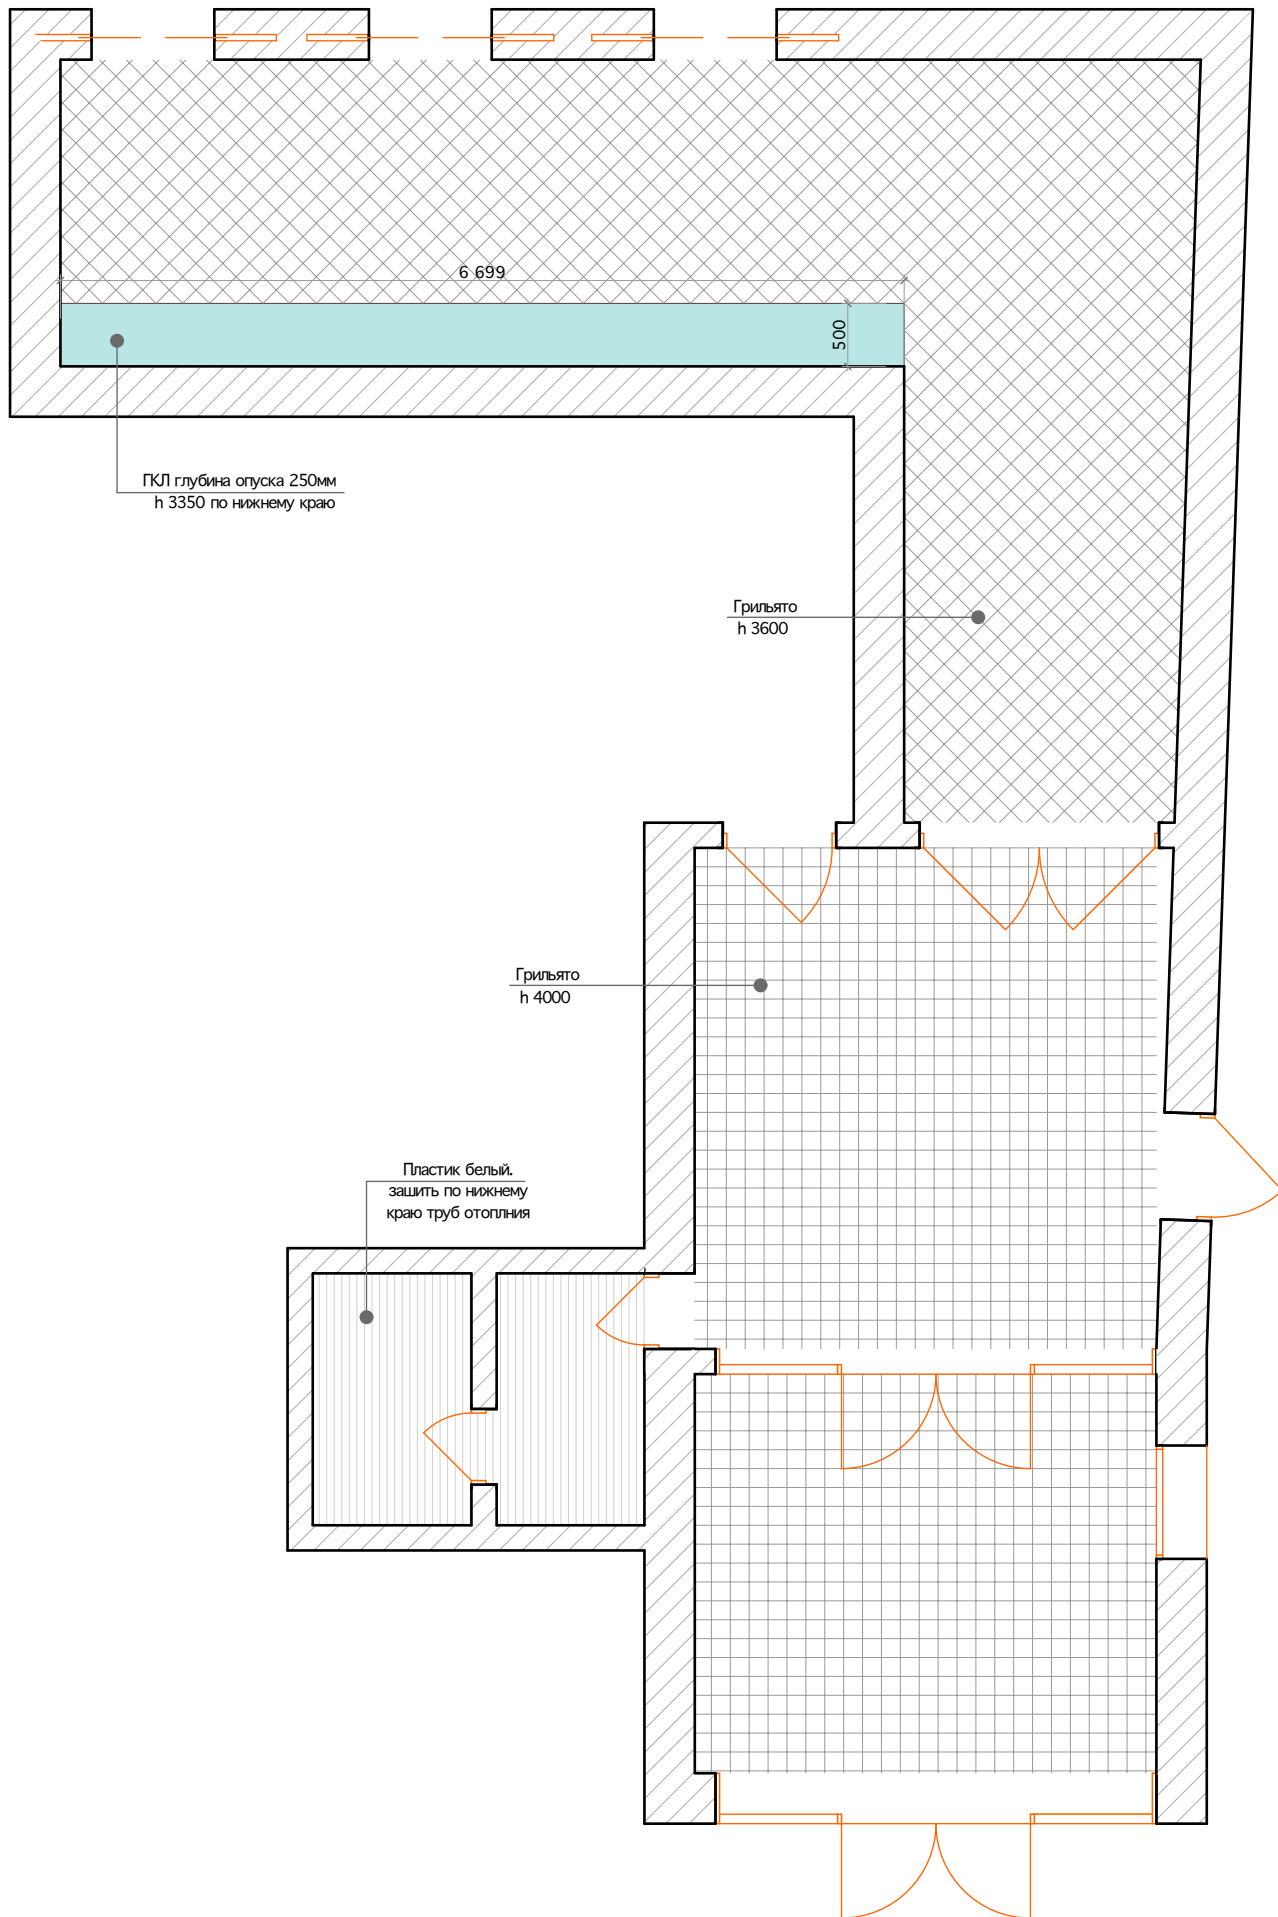 6 699
500
ГКЛ глубина опуска 250мм
h 3350 по нижнему краю
Грильято
h 3600
Грильято
h 4000
Пластик белый.
зашить по нижнему
краю труб отоплния